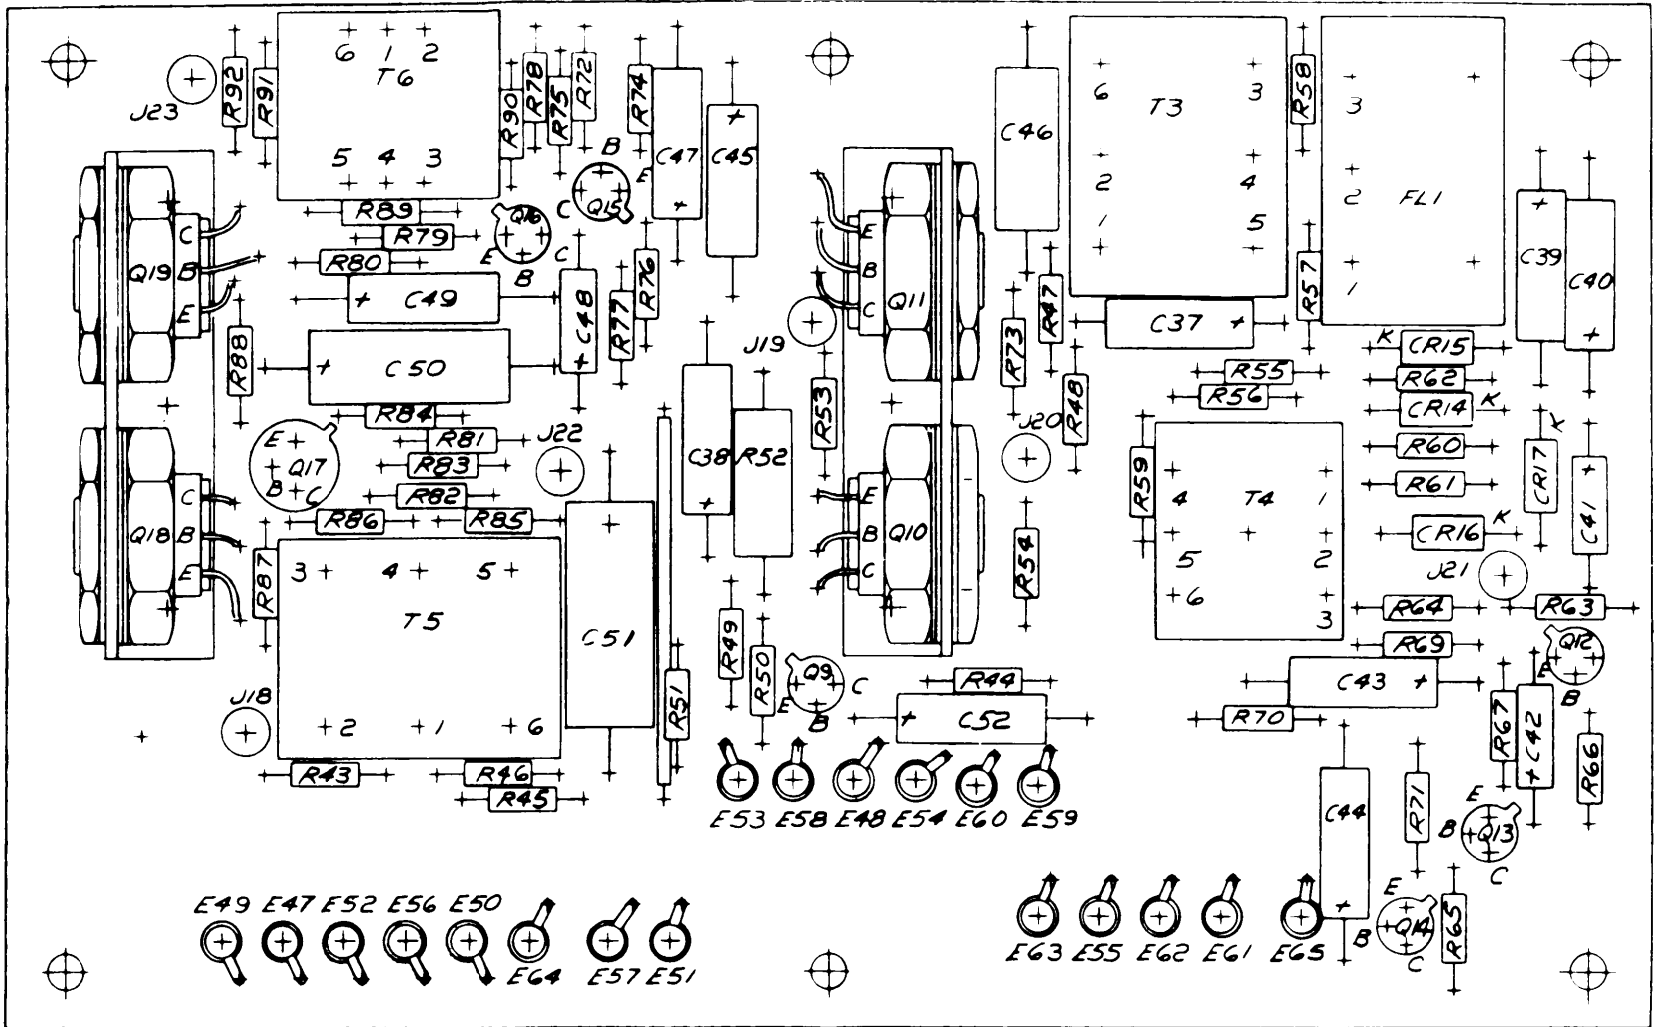 J23
R92
R91
6 1 2
T6
5 4 3
R90
R78
R75
R72
R74
C47
C45
B
E
C
Q15
Q16
E
B
C
R89
R79
R80
C49
C50
C48
R77
R76
Q19
C
B
E
R88
R84
R81
R83
R82
R86
R85
E
Q17
B
C
J22
Q18
C
B
E
R87
3 4 5
T5
2 1 6
J18
R43
R46
R45
C51
R51
C38
R52
J19
R53
R49
R50
Q9
E
B
C
Q11
E
B
C
Q10
E
B
C
C46
R73
R47
R48
J20
R54
R44
C52
6
T3
3
2
4
1
5
R58
R57
3
2
FL1
1
C39
C40
C37
R55
R56
R59
4
T4
1
5
2
6
3
K
CR15
R62
CR14
K
R60
R61
CR16
K
K
CR17
C41
J21
R64
R63
R69
C43
R70
Q12
E
B
R67
C42
R66
C44
R71
E
B
Q13
C
E
B
Q14
C
R65
E53 E58 E48 E54 E60 E59
E49 E47 E52 E56 E50
E64 E57 E51
E63 E55 E62 E61 E65